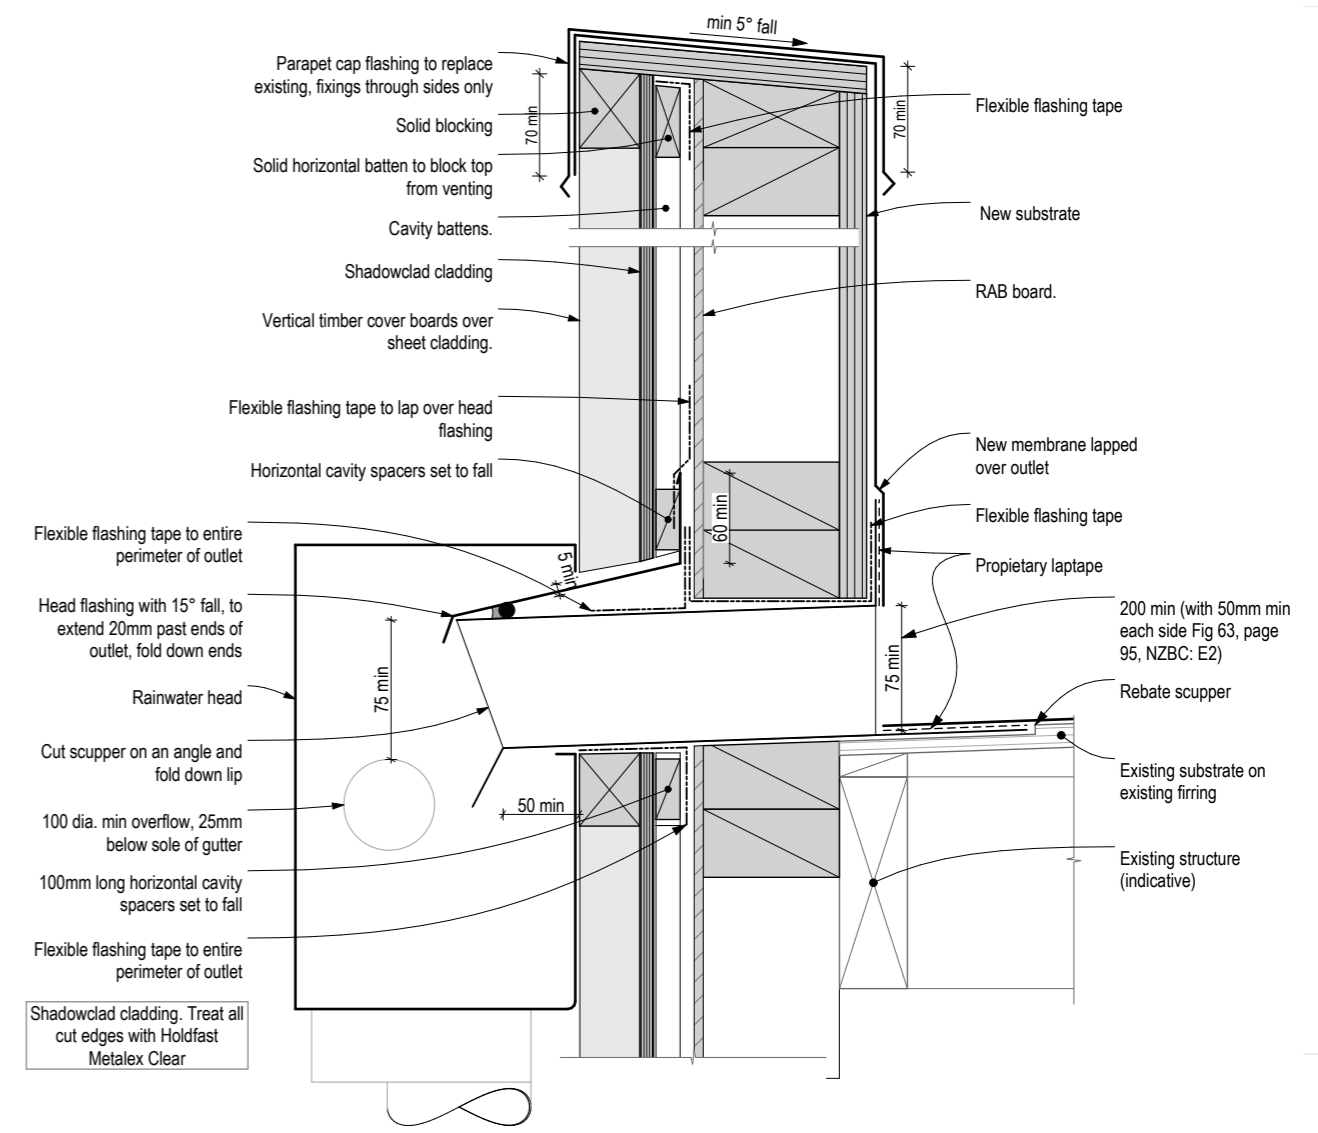 min 5° fall
Parapet cap flashing to replace
existing, fixings through sides only
Solid blocking
Solid horizontal batten to block top
from venting
Cavity battens.
Shadowclad cladding
Vertical timber cover boards over
sheet cladding.
Flexible flashing tape to lap over head
flashing
Horizontal cavity spacers set to fall
Flexible flashing tape to entire
perimeter of outlet
Head flashing with 15° fall, to
extend 20mm past ends of
outlet, fold down ends
Rainwater head
Cut scupper on an angle and
fold down lip
100 dia. min overflow, 25mm
below sole of gutter
100mm long horizontal cavity
spacers set to fall
Flexible flashing tape to entire
perimeter of outlet
Shadowclad cladding. Treat all
cut edges with Holdfast
Metalex Clear
70 min
70 min
5 min
60 min
75 min
75 min
50 min
Flexible flashing tape
New substrate
RAB board.
New membrane lapped
over outlet
Flexible flashing tape
Propietary laptape
200 min (with 50mm min
each side Fig 63, page
95, NZBC: E2)
Rebate scupper
Existing substrate on
existing firring
Existing structure
(indicative)